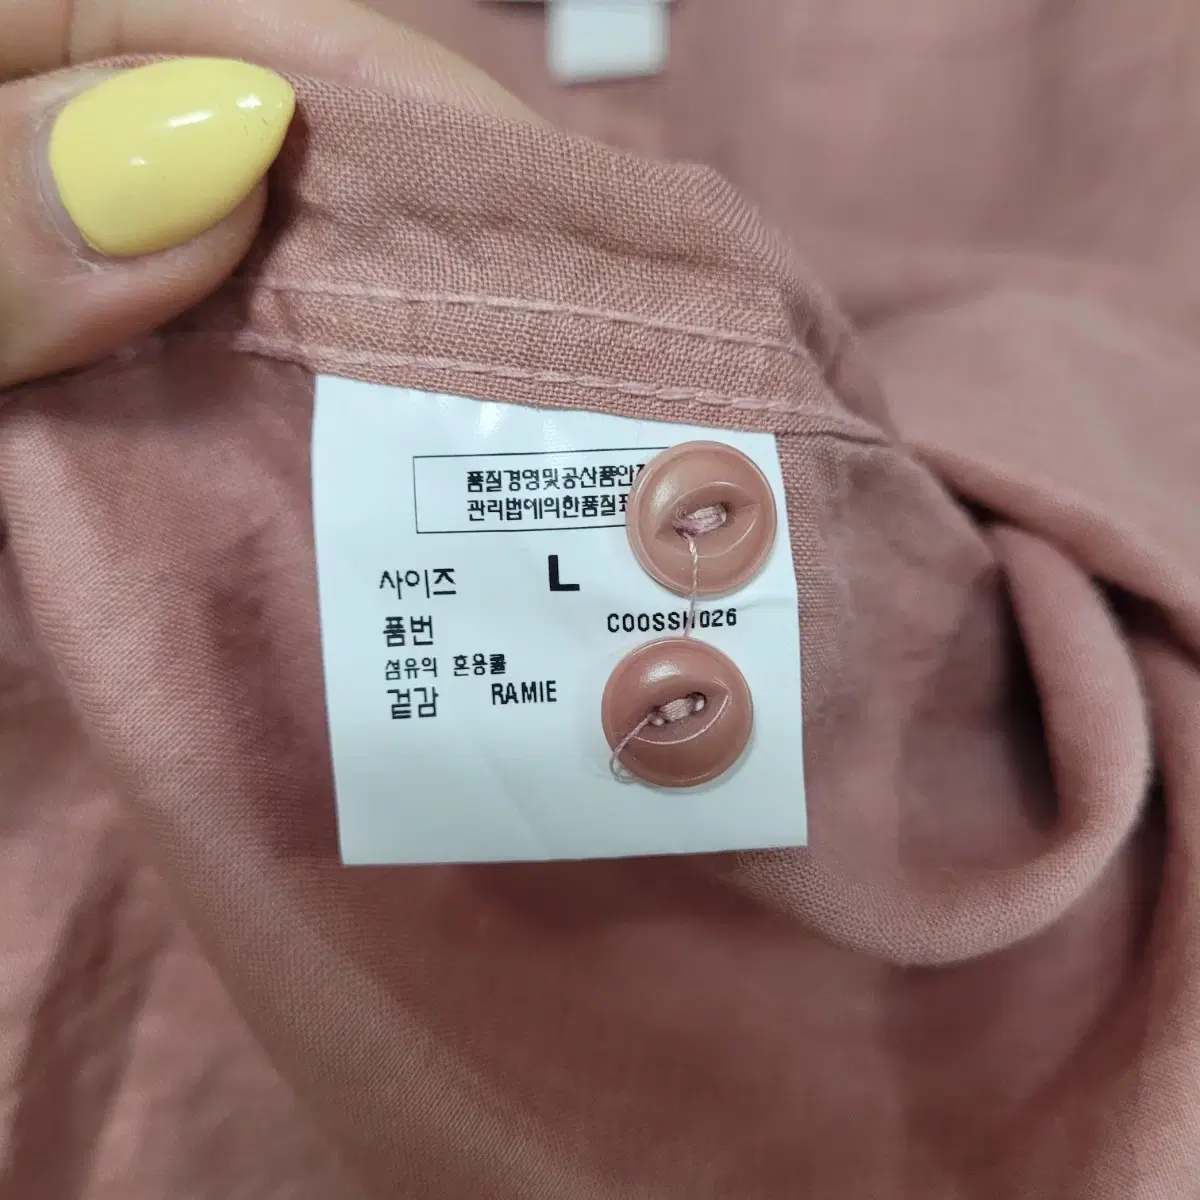 품질경영및공산품안
관리법에의한품질
사이즈 L
품번 COOSSH026
섬유의 혼용률
겉감 RAMIE